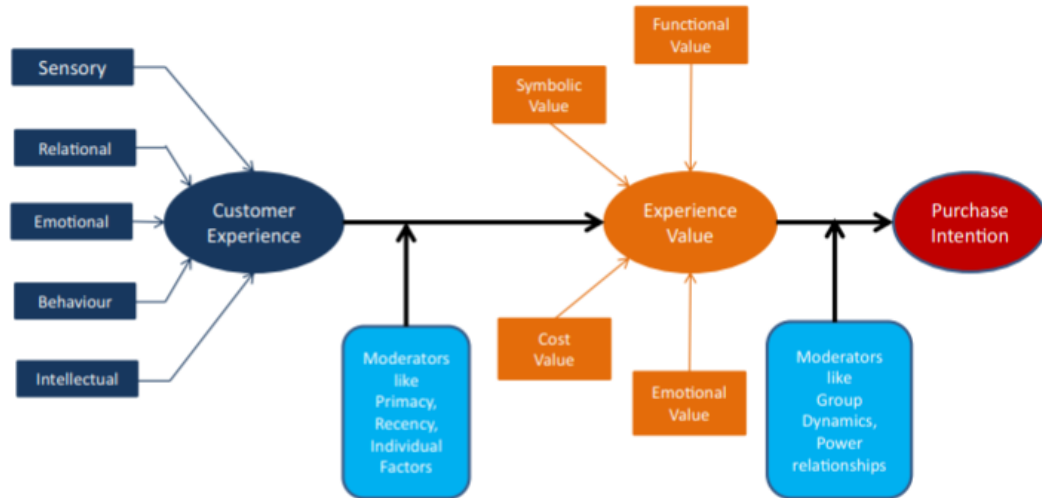 Sensory
Relational
Emotional
Behaviour
Intellectual
Customer
Experience
Moderators
like
Primacy,
Recency,
Individual
Factors
Symbolic
Value
Functional
Value
Experience
Value
Cost
Value
Emotional
Value
Moderators
like
Group
Dynamics,
Power
relationships
Purchase
Intention